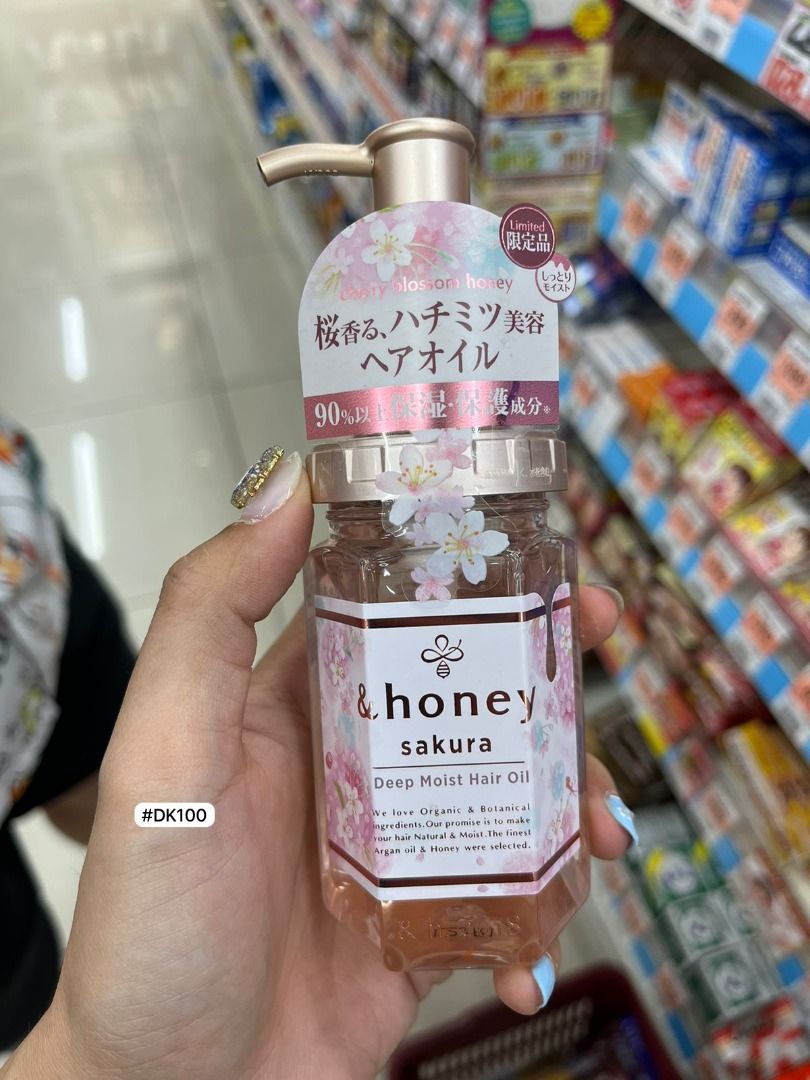 Limited
限定品
しっとり
モイスト
cherry blossom honey
桜香る、ハチミツ美容
ヘアオイル
90%以上保湿・保護成分※
&honey
sakura
Deep Moist Hair Oil
We love Organic & Botanical
ingredients.Our promise is to make
your hair Natural & Moist.The finest
Argan oil & Honey were selected.
#DK100